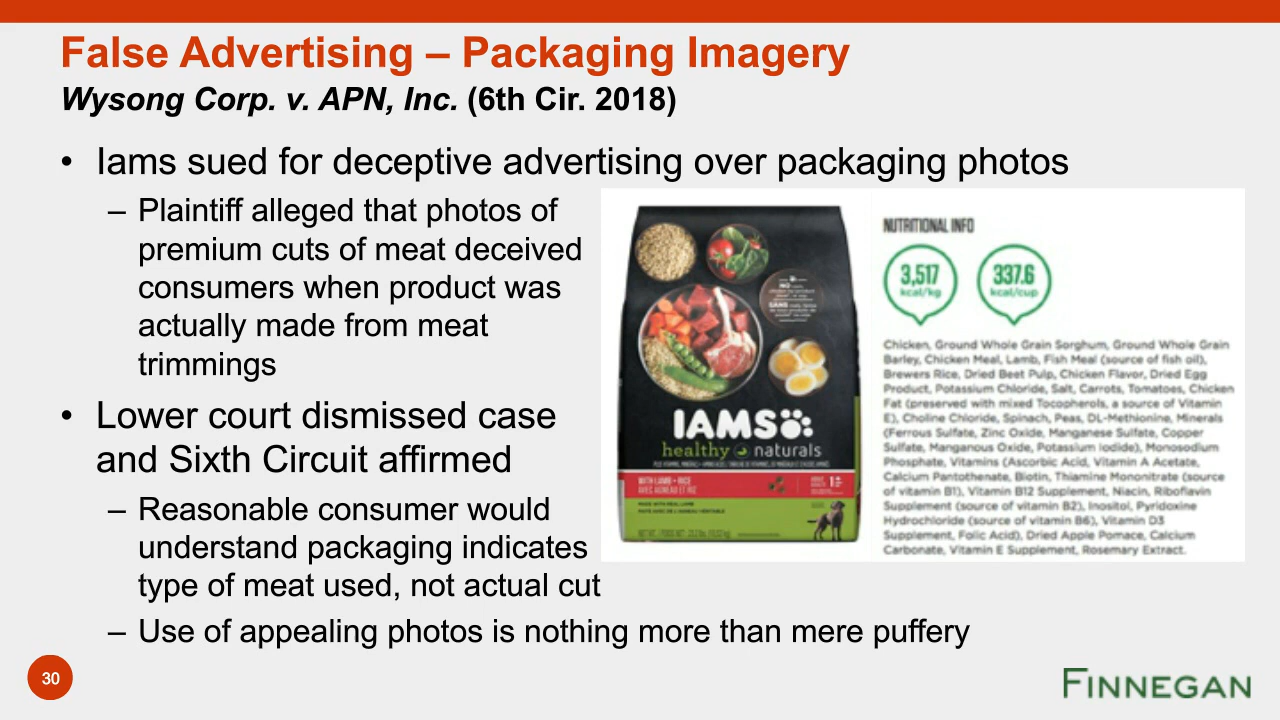 False Advertising – Packaging Imagery
Wysong Corp. v. APN, Inc. (6th Cir. 2018)
• Iams sued for deceptive advertising over packaging photos
– Plaintiff alleged that photos of
premium cuts of meat deceived
consumers when product was
actually made from meat
trimmings
• Lower court dismissed case
and Sixth Circuit affirmed
– Reasonable consumer would
understand packaging indicates
type of meat used, not actual cut
– Use of appealing photos is nothing more than mere puffery
IAMS
healthy naturals
WITH LAMB + RICE
AVEC AGNEAU ET RIZ
MADE WITH REAL LAMB
NUTRITIONAL INFO
3,517
kcal/kg
337.6
kcal/cup
Chicken, Ground Whole Grain Sorghum, Ground Whole Grain
Barley, Chicken Meal, Lamb, Fish Meal (source of fish oil),
Brewers Rice, Dried Beet Pulp, Chicken Flavor, Dried Egg
Product, Potassium Chloride, Salt, Carrots, Tomatoes, Chicken
Fat (preserved with mixed Tocopherols, a source of Vitamin
E), Choline Chloride, Spinach, Peas, DL-Methionine, Minerals
(Ferrous Sulfate, Zinc Oxide, Manganese Sulfate, Copper
Sulfate, Manganous Oxide, Potassium Iodide), Monosodium
Phosphate, Vitamins (Ascorbic Acid, Vitamin A Acetate,
Calcium Pantothenate, Biotin, Thiamine Mononitrate (source
of vitamin B1), Vitamin B12 Supplement, Niacin, Riboflavin
Supplement (source of vitamin B2), Inositol, Pyridoxine
Hydrochloride (source of vitamin B6), Vitamin D3
Supplement, Folic Acid), Dried Apple Pomace, Calcium
Carbonate, Vitamin E Supplement, Rosemary Extract.
30
FINNEGAN